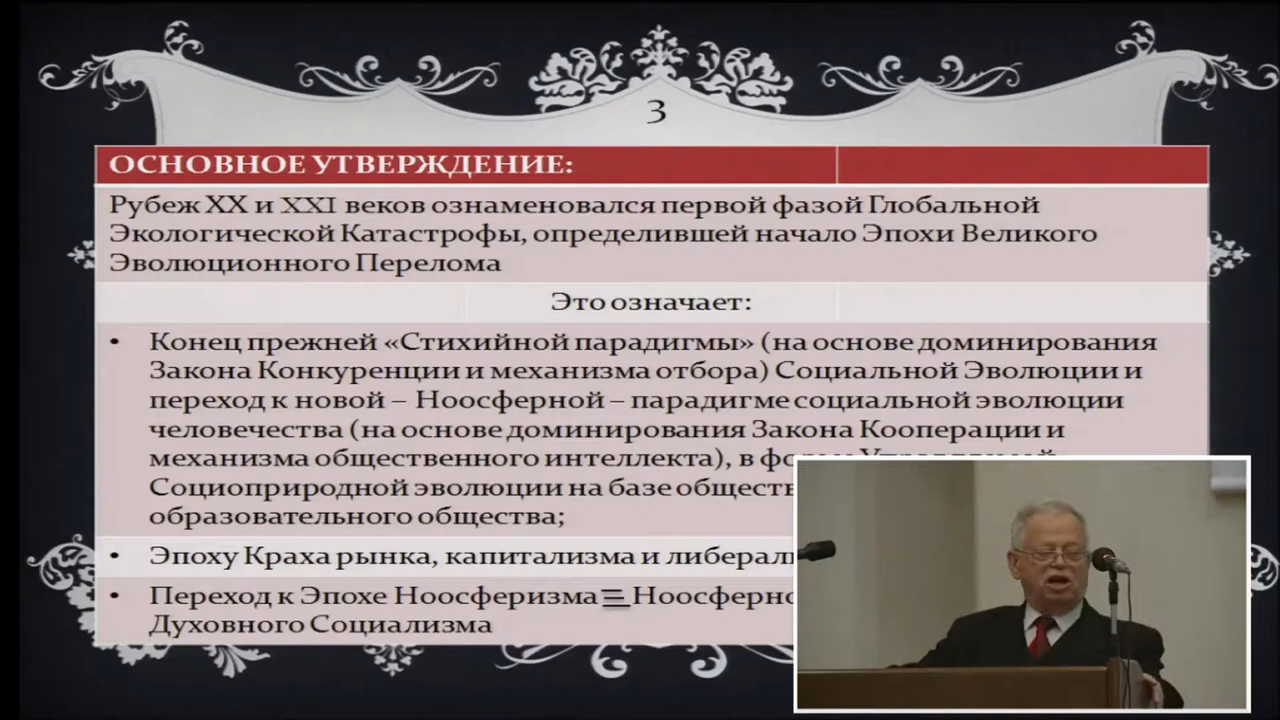 3
ОСНОВНОЕ УТВЕРЖДЕНИЕ:
Рубеж XX и XXI веков ознаменовался первой фазой Глобальной
Экологической Катастрофы, определившей начало Эпохи Великого
Эволюционного Перелома
Это означает:
• Конец прежней «Стихийной парадигмы» (на основе доминирования
Закона Конкуренции и механизма отбора) Социальной Эволюции и
переход к новой – Ноосферной – парадигме социальной эволюции
человечества (на основе доминирования Закона Кооперации и
механизма общественного интеллекта), в
Социоприродной эволюции на базе
образовательного общества;
• Эпоху Краха рынка, капитализма и
• Переход к Эпохе Ноосферизма ≡
Духовного Социализма